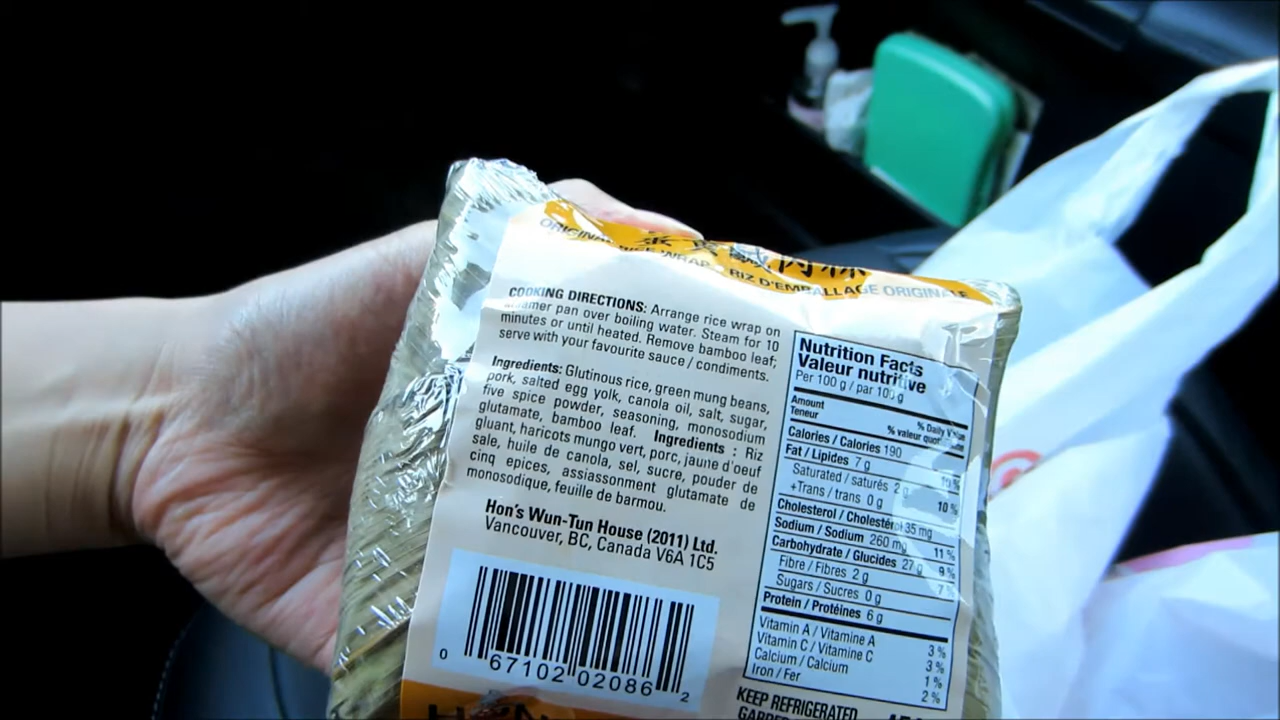 肉粽
ORIGINAL RICE WRAP RIZ D'EMBALLAGE ORIGINALE
COOKING DIRECTIONS: Arrange rice wrap on
steamer pan over boiling water. Steam for 10
minutes or until heated. Remove bamboo leaf;
serve with your favourite sauce / condiments.
Ingredients: Glutinous rice, green mung beans,
pork, salted egg yolk, canola oil, salt, sugar,
five spice powder, seasoning, monosodium
glutamate, bamboo leaf. Ingredients : Riz
gluant, haricots mungo vert, porc, jaune d'oeuf
sale, huile de canola, sel, sucre, pouder de
cinq epices, assiassonment glutamate de
monosodique, feuille de barmou.
Hon's Wun-Tun House (2011) Ltd.
Vancouver, BC, Canada V6A 1C5
0 67102 02086 2
Nutrition Facts
Valeur nutritive
Per 100 g / par 100 g
Amount % Daily Value
Teneur % valeur quotidienne
Calories / Calories 190
Fat / Lipides 7 g
Saturated / saturés 2 g 10 %
+Trans / trans 0 g 10 %
Cholesterol / Cholestérol 35 mg
Sodium / Sodium 260 mg 11 %
Carbohydrate / Glucides 27 g 9 %
Fibre / Fibres 2 g 7
Sugars / Sucres 0 g
Protein / Protéines 6 g
Vitamin A / Vitamine A 3 %
Vitamin C / Vitamine C 3 %
Calcium / Calcium 1 %
Iron / Fer 2 %
KEEP REFRIGERATED